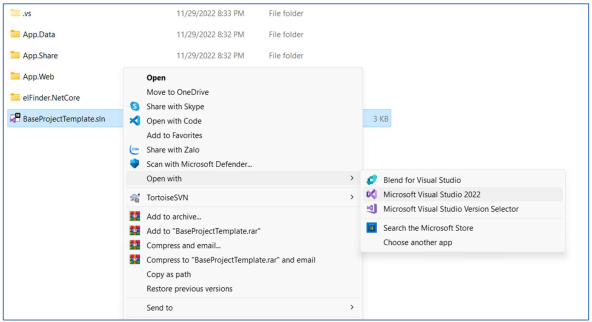 .vs 11/29/2022 8:33 PM File folder
App.Data 11/29/2022 8:32 PM File folder
App.Share 11/29/2022 8:32 PM File folder
App.Web
elFinder.NetCore
BaseProjectTemplate.sln 3 KB
Open
Move to OneDrive
Share with Skype
Open with Code
Add to Favorites
Share with Zalo
Scan with Microsoft Defender...
Open with
TortoiseSVN
Add to archive...
Add to "BaseProjectTemplate.rar"
Compress and email...
Compress to "BaseProjectTemplate.rar" and email
Copy as path
Restore previous versions
Send to
Blend for Visual Studio
Microsoft Visual Studio 2022
Microsoft Visual Studio Version Selector
Search the Microsoft Store
Choose another app